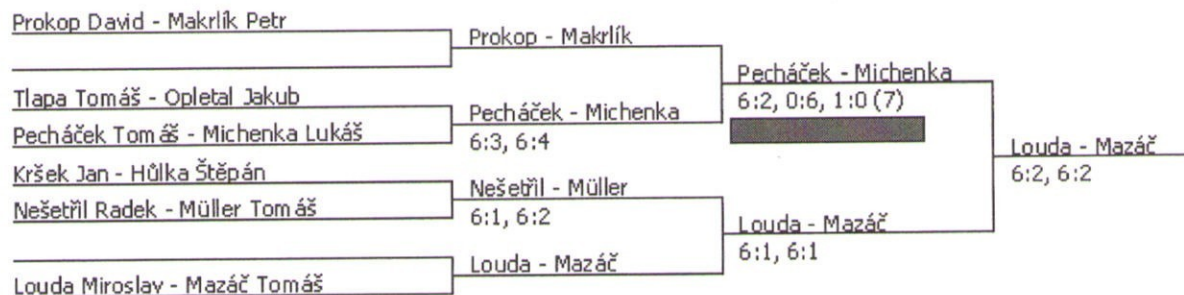 Prokop David - Makrlík Petr
Prokop - Makrlík
Pecháček - Michenka
6:2, 0:6, 1:0 (7)
Tlapa Tomáš - Opletal Jakub
Pecháček - Michenka
6:3, 6:4
Pecháček Tomáš - Michenka Lukáš
Louda - Mazáč
6:2, 6:2
Kršek Jan - Hůlka Štěpán
Nešetřil - Müller
6:1, 6:2
Nešetřil Radek - Müller Tomáš
Louda - Mazáč
6:1, 6:1
Louda - Mazáč
Louda Miroslav - Mazáč Tomáš